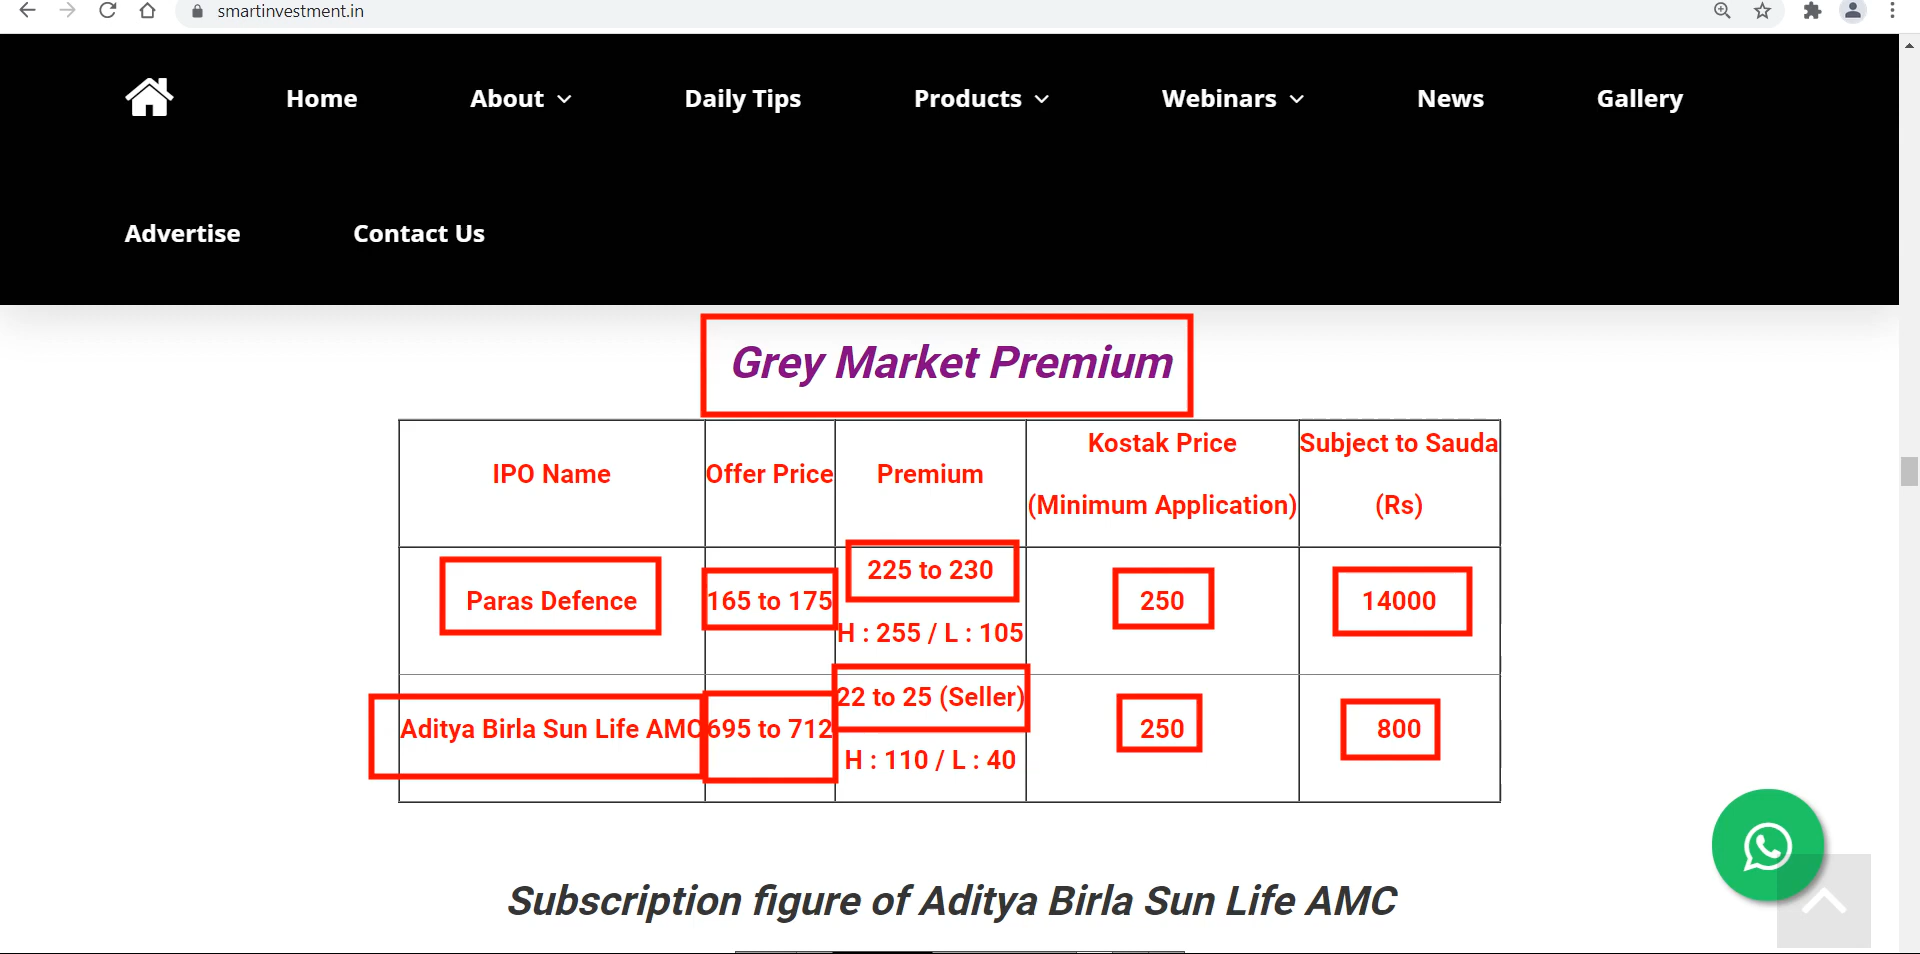 smartinvestment.in
Home About Daily Tips Products Webinars News Gallery
Advertise Contact Us
Grey Market Premium
IPO Name Offer Price Premium Kostak Price (Minimum Application) Subject to Sauda (Rs)
Paras Defence 165 to 175 225 to 230 H : 255 / L : 105 250 14000
Aditya Birla Sun Life AMC 695 to 712 22 to 25 (Seller) H : 110 / L : 40 250 800
Subscription figure of Aditya Birla Sun Life AMC